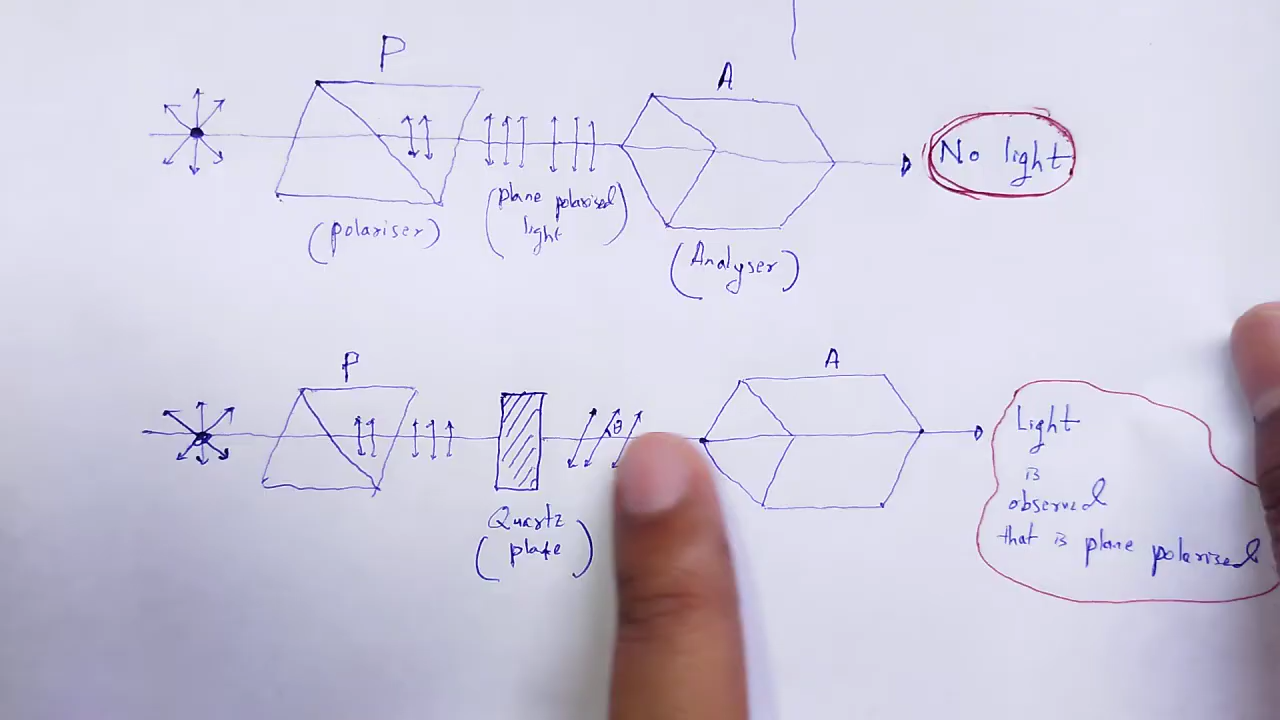 P
A
No light
(plane polarised
light)
(polariser)
(Analyser)
P
A
θ
Light
is
observed
that is plane polarised
Quartz
(plate)